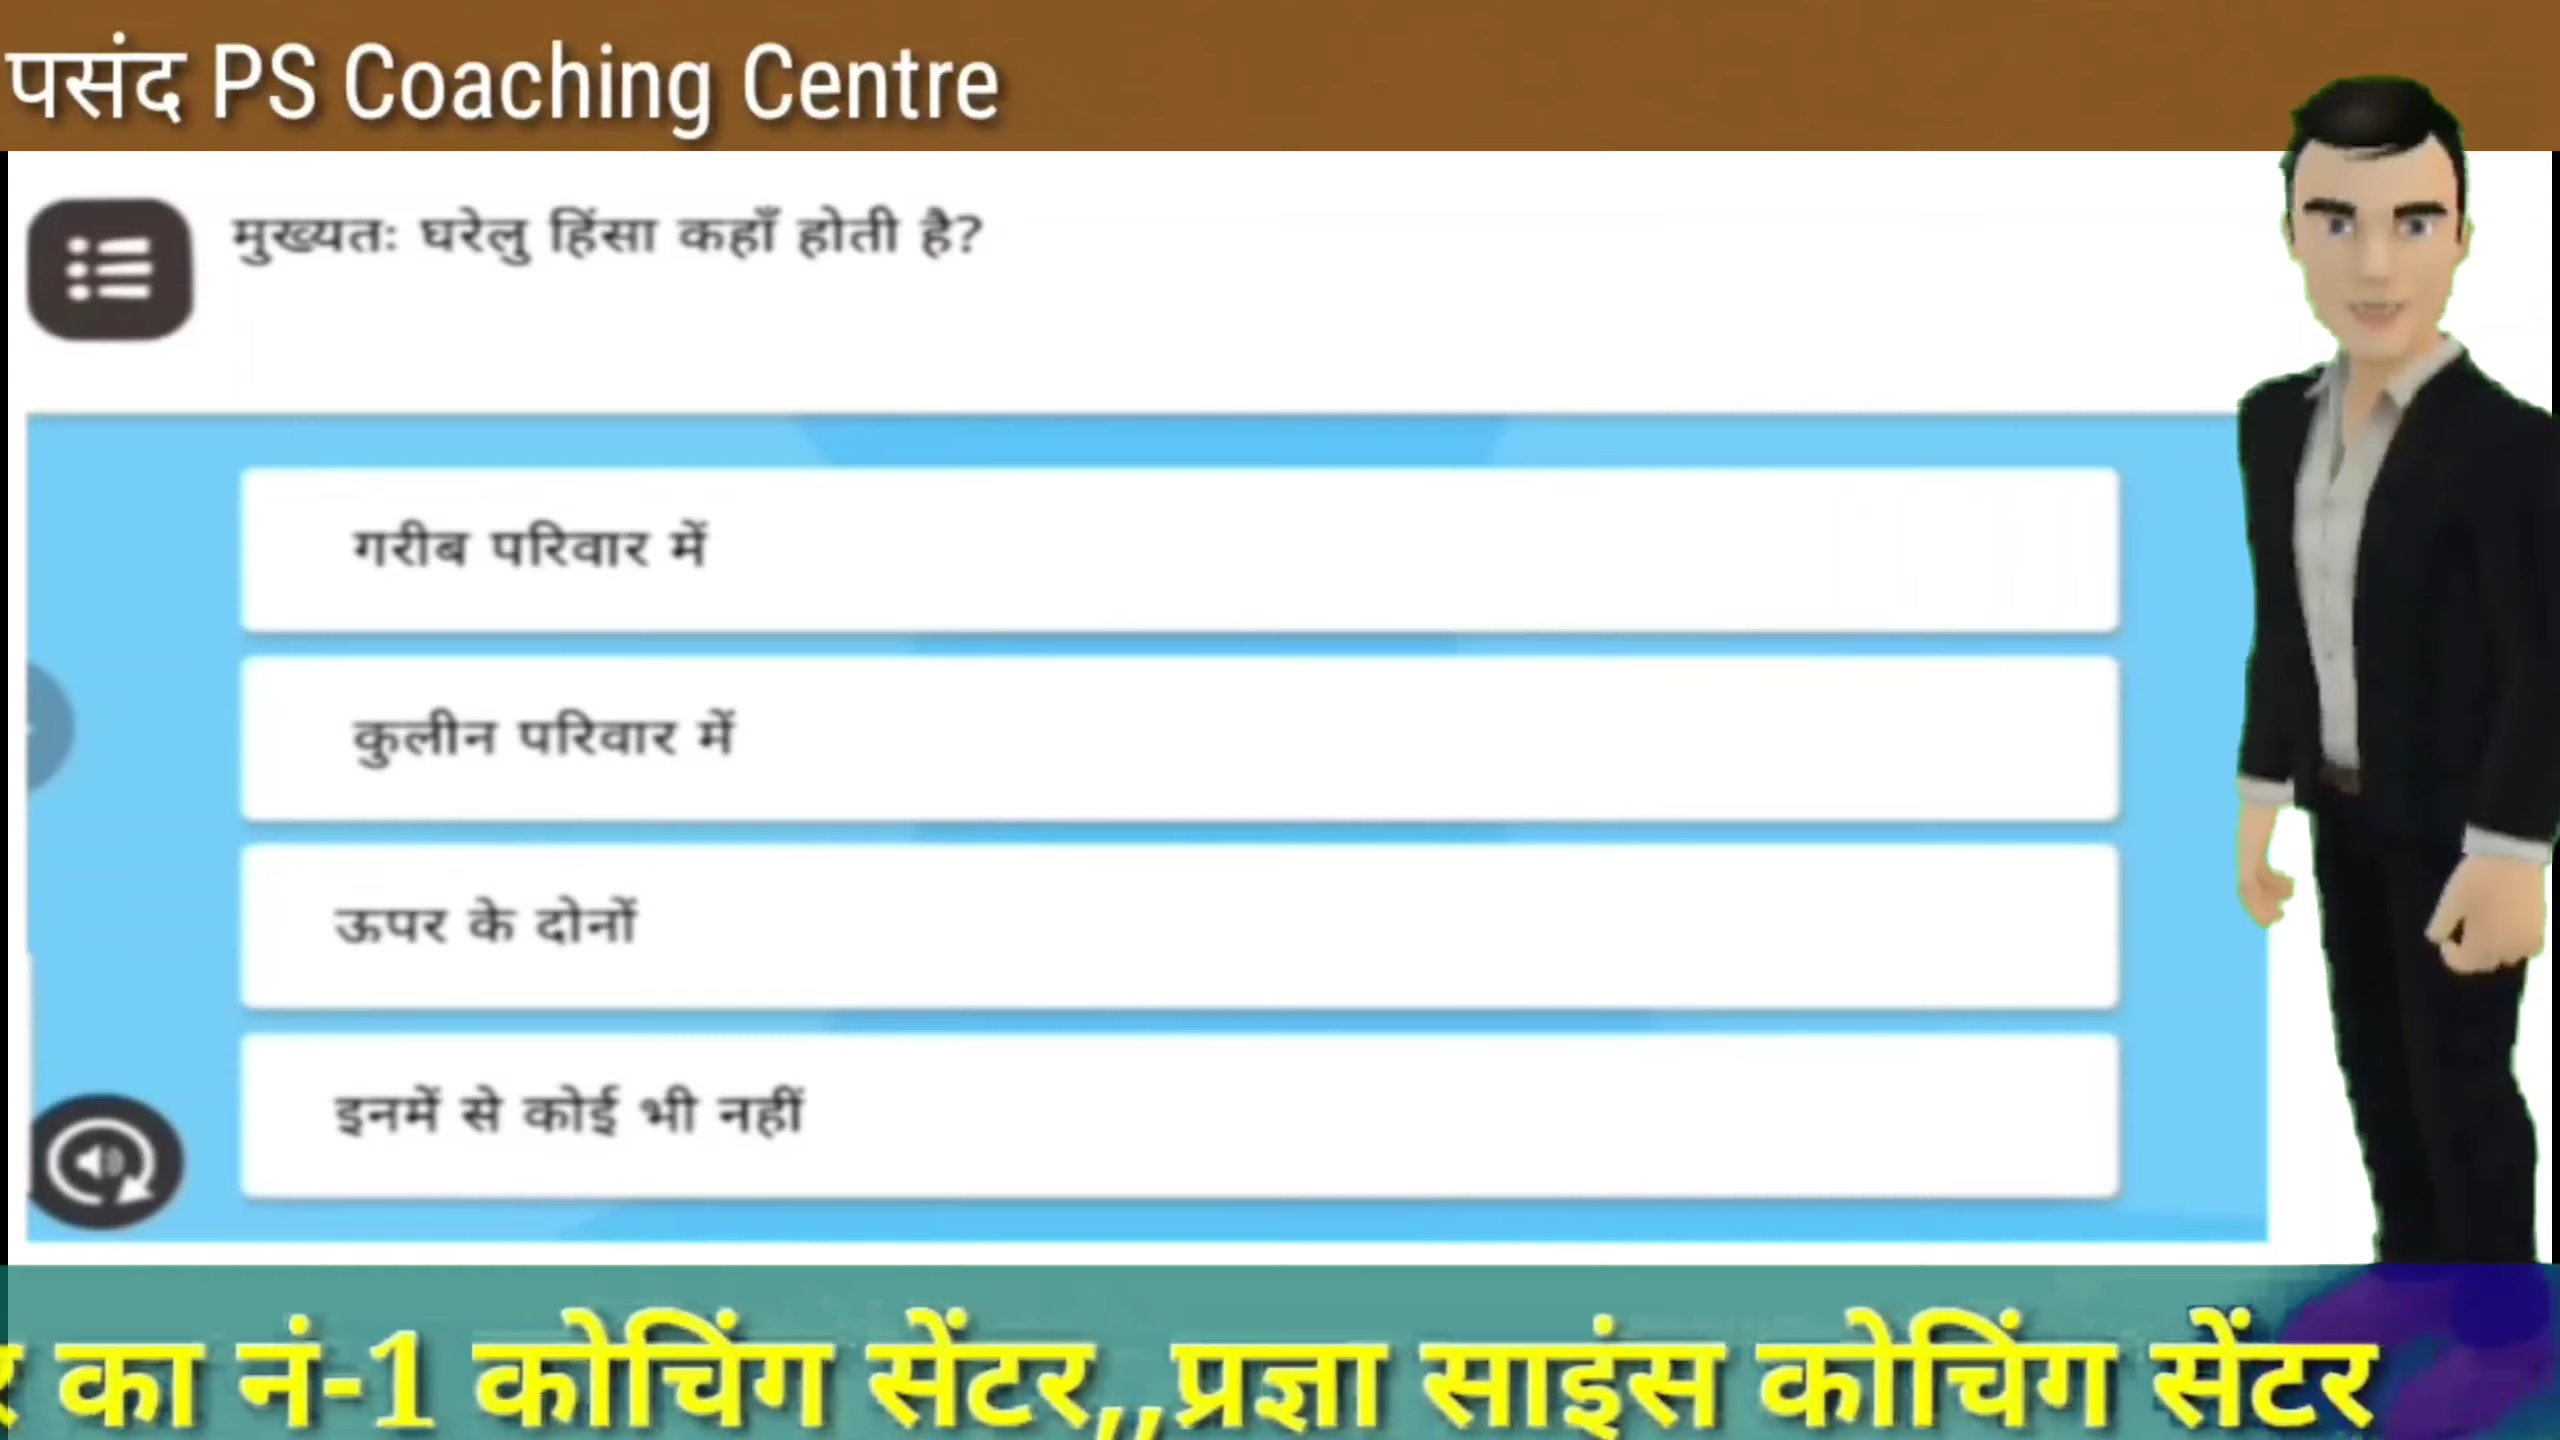 पसंद PS Coaching Centre
मुख्यतः घरेलु हिंसा कहाँ होती है?
गरीब परिवार में
कुलीन परिवार में
ऊपर के दोनों
इनमें से कोई भी नहीं
का नं-1 कोचिंग सेंटर,,प्रज्ञा साइंस कोचिंग सेंटर